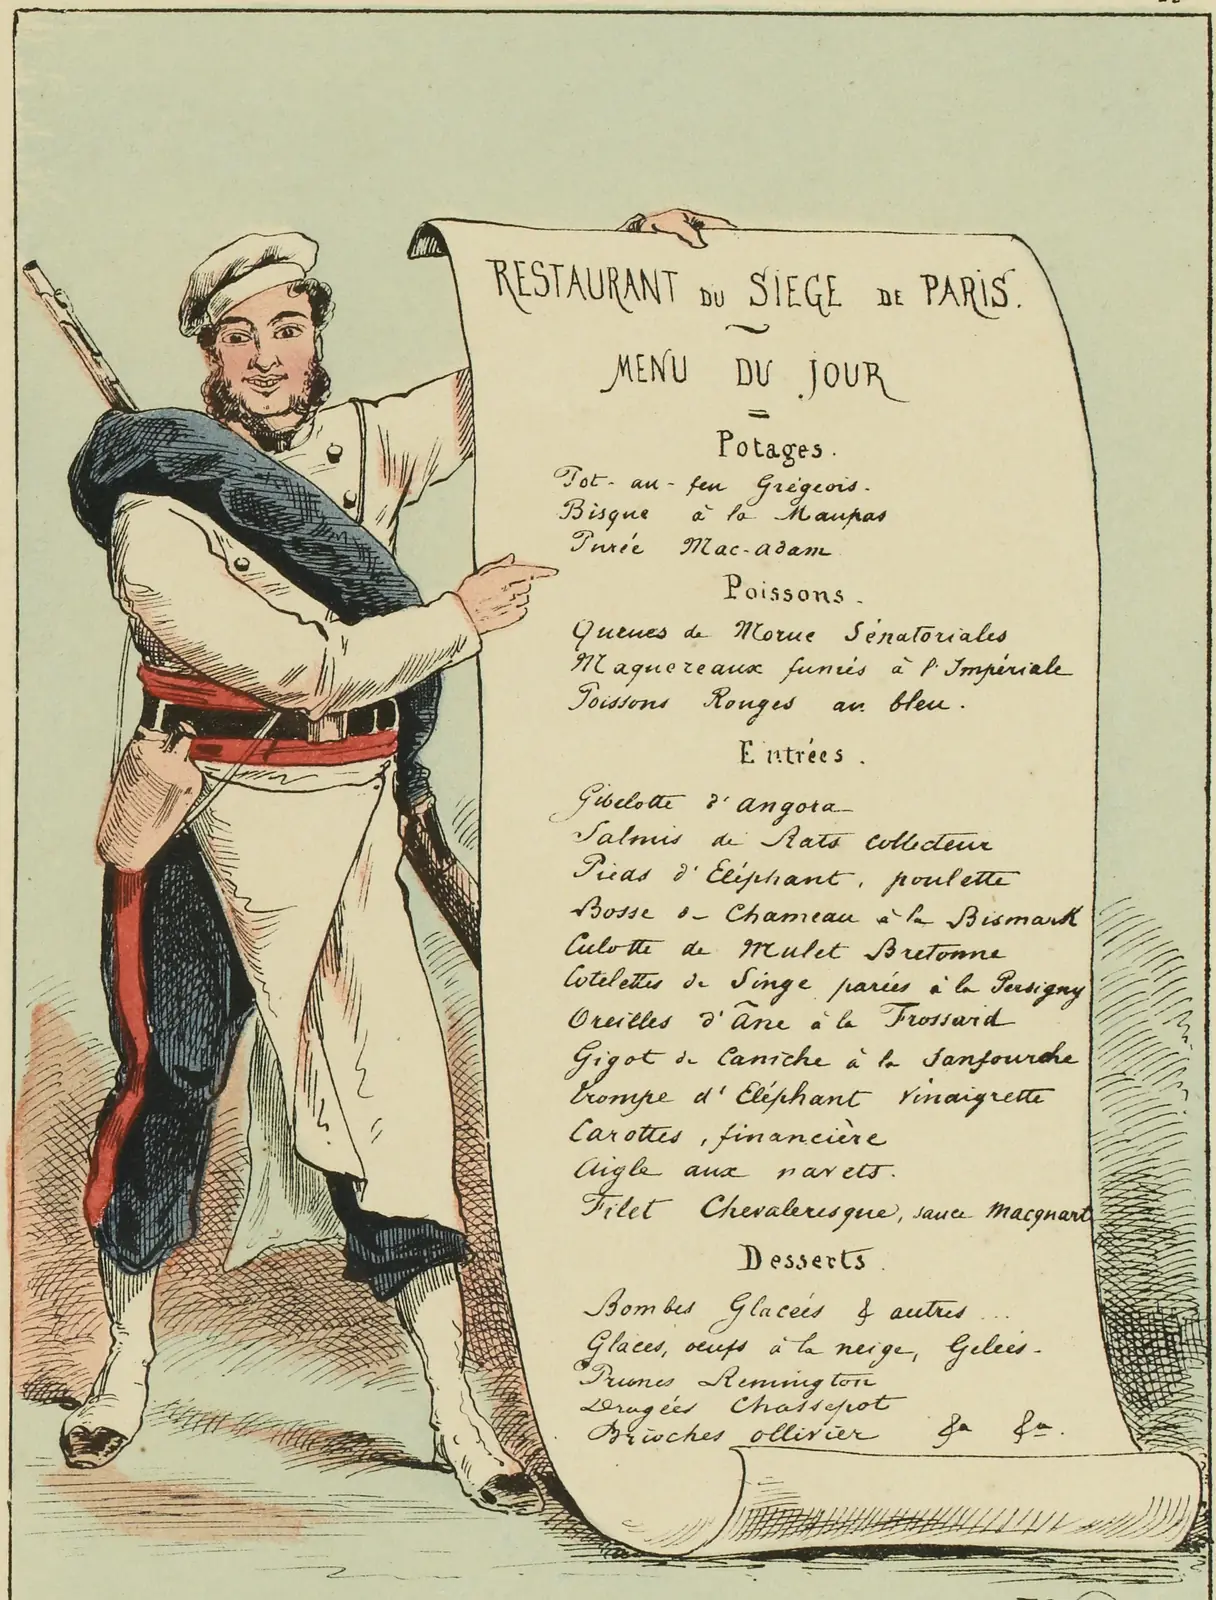 RESTAURANT DU SIEGE DE PARIS.
MENU DU JOUR
Potages.
Pot-au-feu Grégeois.
Bisque à la Maupas
Purée Mac-adam
Poissons.
Queues de Morue Sénatoriales
Maquereaux fumés à l'Impériale
Poissons Rouges au bleu.
Entrées.
Gibelotte d'angora
Salmis de Rats collecteur
Pieds d'Eléphant, poulette
Bosse de Chameau à la Bismark
Culotte de Mulet Bretonne
Cotelettes de Singe parées à la Persigny
Oreilles d'Âne à la Frossard
Gigot de Caniche à la Sanfourche
Trompe d'Eléphant vinaigrette
Carottes, financière
Aigle aux navets.
Filet Chevaleresque, sauce Macquart
Desserts.
Bombes Glacées & autres...
Glaces, oeufs à la neige, Gelées.
Prunes Remington
Dragées Chassepot
Brioches ollivier &a &a.